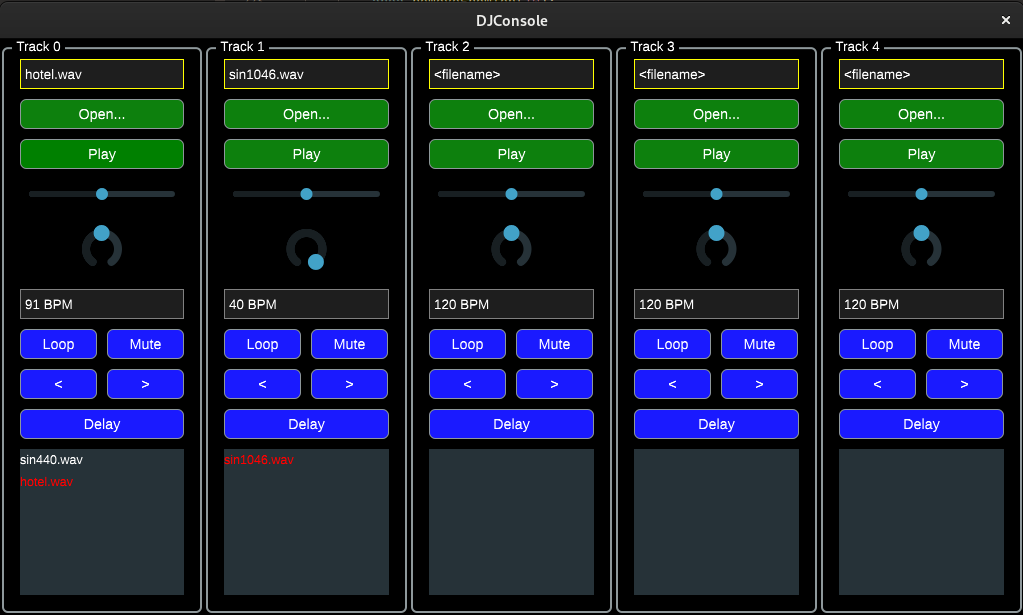 DJConsole ×
Track 0
hotel.wav
Open...
Play
91 BPM
Loop Mute
< >
Delay
sin440.wav
hotel.wav
Track 1
sin1046.wav
Open...
Play
40 BPM
Loop Mute
< >
Delay
sin1046.wav
Track 2
<filename>
Open...
Play
120 BPM
Loop Mute
< >
Delay
Track 3
<filename>
Open...
Play
120 BPM
Loop Mute
< >
Delay
Track 4
<filename>
Open...
Play
120 BPM
Loop Mute
< >
Delay